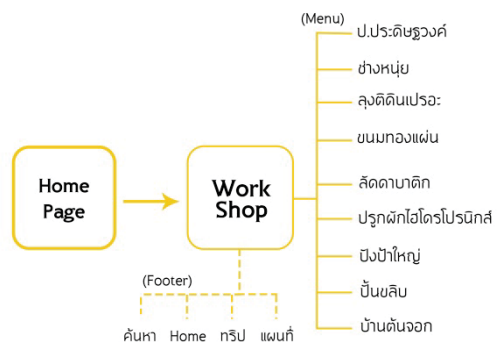 (Menu)
ป.ประดิษฐวงค์
ช่างหนุ่ย
ลุงติดินเปรอะ
ขนมทองแผ่น
ลัดดาบาติก
ปรูกผักไฮโดรโปรนิกส์
ปังป้าใหญ่
ปั้นขลิบ
บ้านต้นจอก
Home
Page
Work
Shop
(Footer)
ค้นหา Home ทริป แผนที่